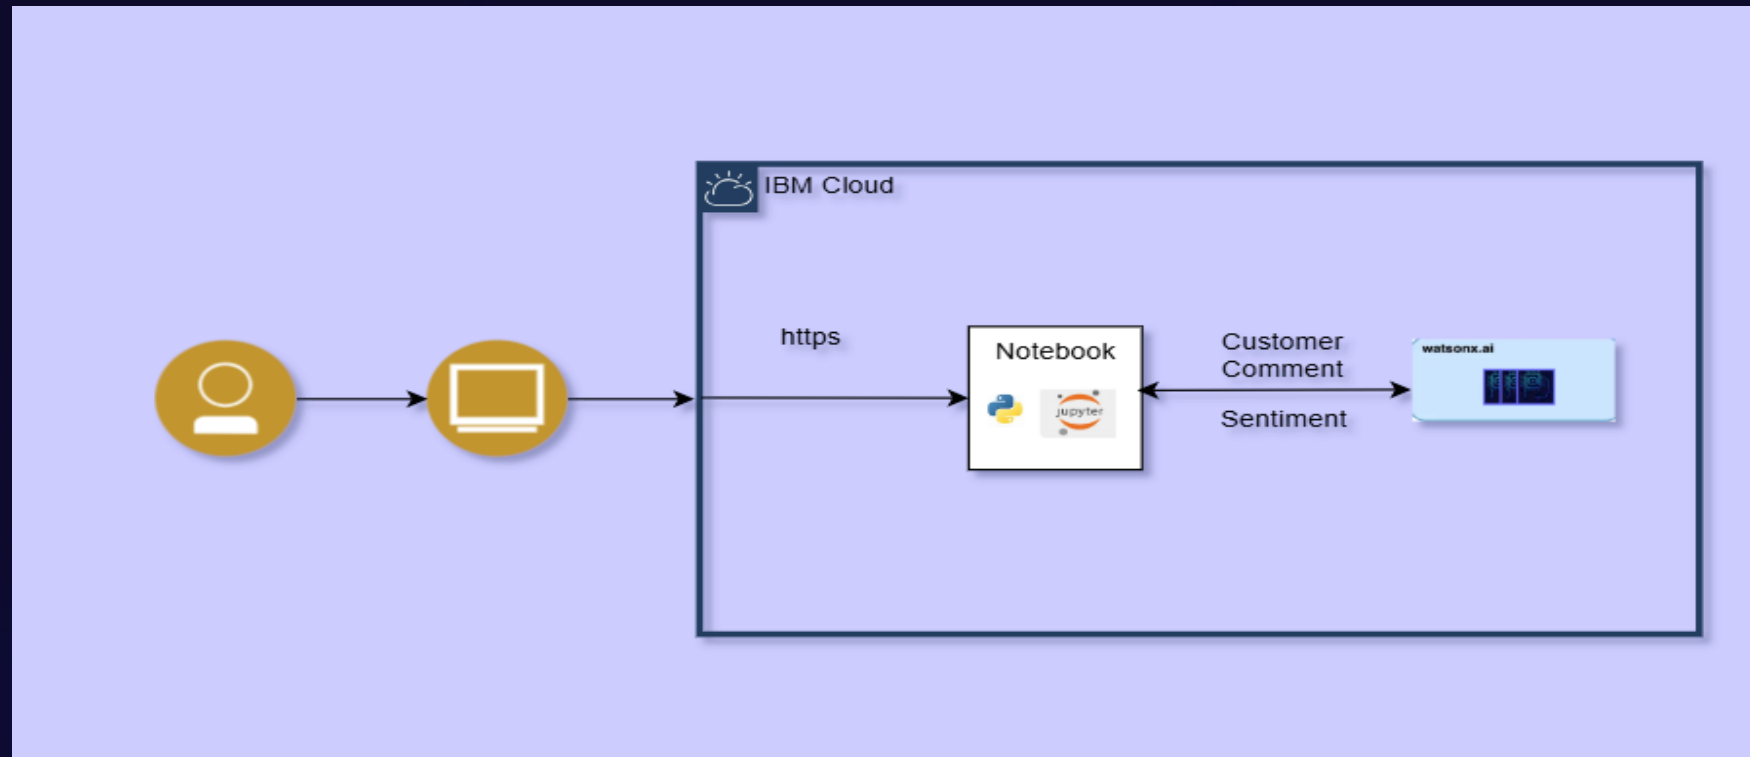 IBM Cloud
https
Notebook
jupyter
Customer
Comment
Sentiment
watsonx.ai